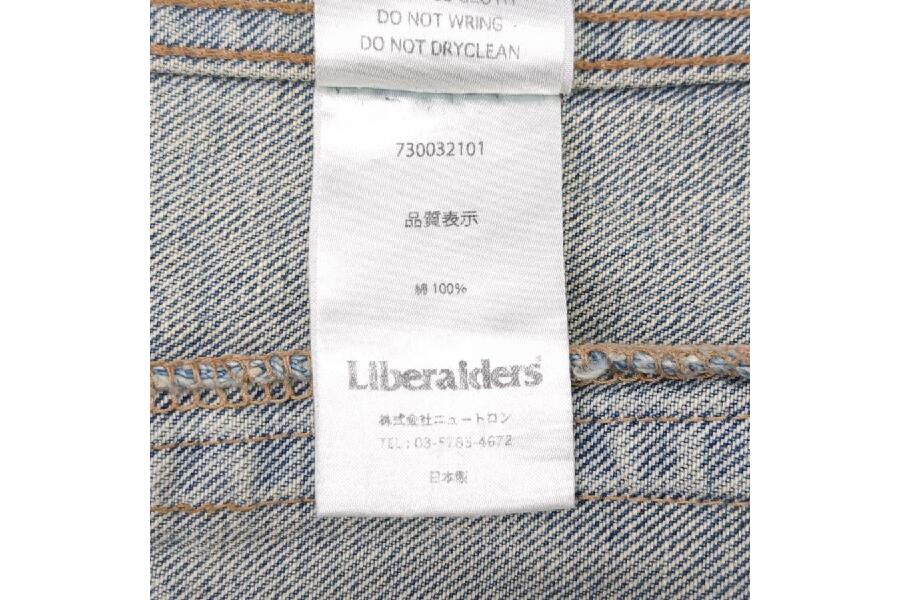 CLOTH
DO NOT WRING
DO NOT DRYCLEAN
730032101
品質表示
綿 100%
Liberaiders®
株式会社ニュートロン
TEL : 03-5785-4672
日本製